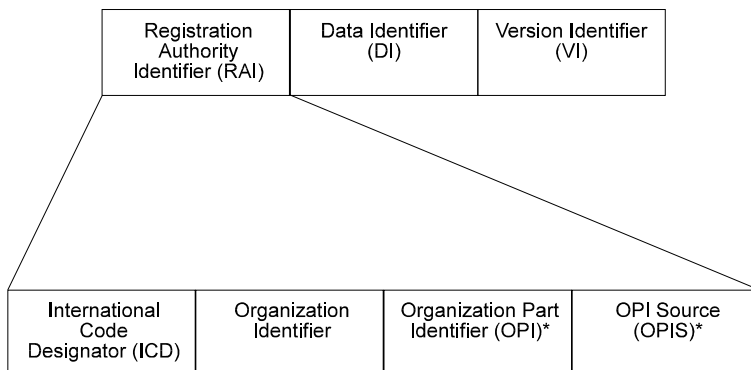 Registration
Authority
Identifier (RAI)
Data Identifier
(DI)
Version Identifier
(VI)
International
Code
Designator (ICD)
Organization
Identifier
Organization Part
Identifier (OPI)*
OPI Source
(OPIS)*